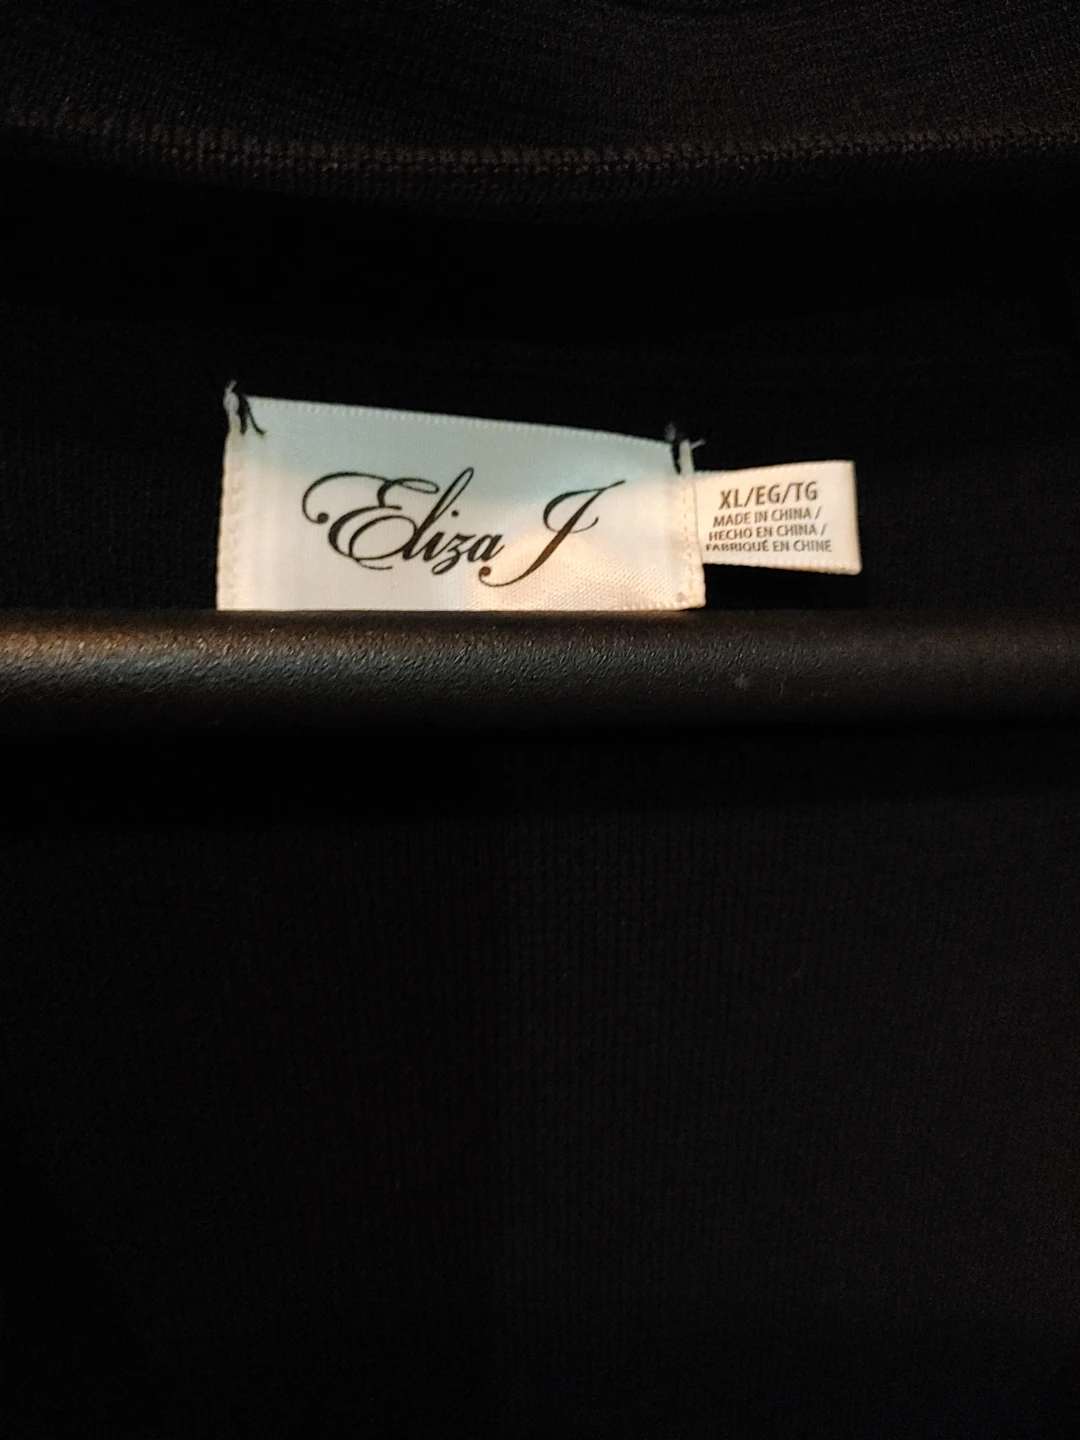 Eliza J
XL/EG/TG
MADE IN CHINA /
HECHO EN CHINA /
FABRIQUÉ EN CHINE